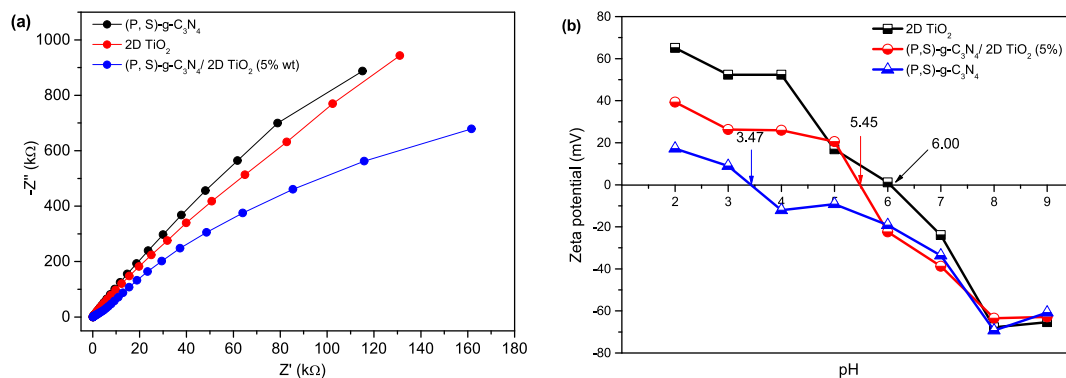 (a)
(P, S)-g-C₃N₄
2D TiO₂
(P, S)-g-C₃N₄/ 2D TiO₂ (5% wt)
1000
800
600
400
200
0
-Z'' (kΩ)
0 20 40 60 80 100 120 140 160 180
Z' (kΩ)
(b)
2D TiO₂
(P,S)-g-C₃N₄/ 2D TiO₂ (5%)
(P,S)-g-C₃N₄
80
60
40
20
0
-20
-40
-60
-80
Zeta potential (mV)
3.47
5.45
6.00
2 3 4 5 6 7 8 9
pH